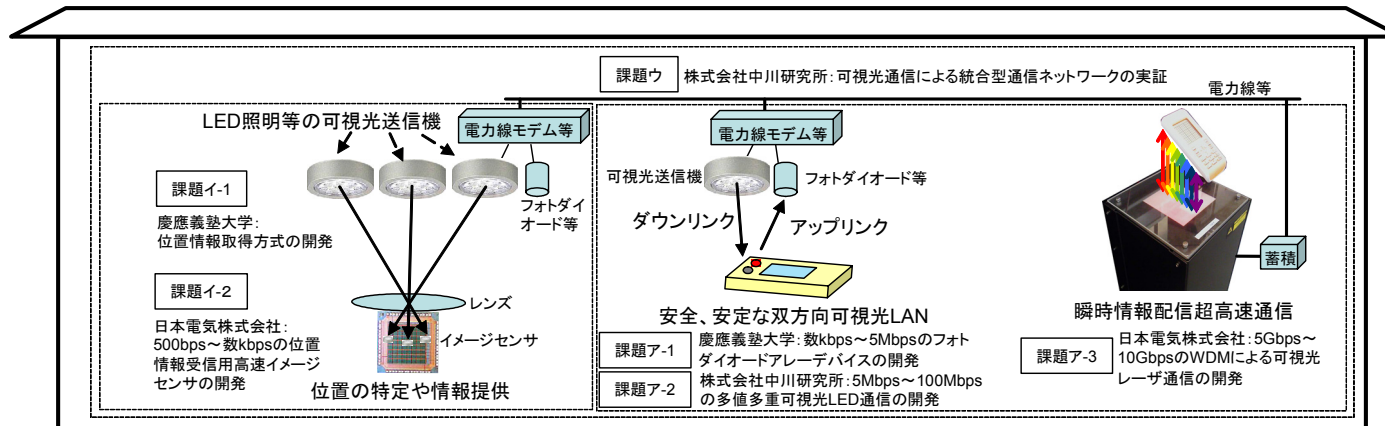 課題ウ
株式会社中川研究所：可視光通信による統合型通信ネットワークの実証
電力線等
LED照明等の可視光送信機
電力線モデム等
フォトダイ
オード等
課題イ-1
慶應義塾大学：
位置情報取得方式の開発
課題イ-2
日本電気株式会社：
500bps～数kbpsの位置
情報受信用高速イメージ
センサの開発
レンズ
イメージセンサ
位置の特定や情報提供
電力線モデム等
可視光送信機
フォトダイオード等
ダウンリンク
アップリンク
安全、安定な双方向可視光LAN
課題ア-1
慶應義塾大学：数kbps～5Mbpsのフォト
ダイオードアレーデバイスの開発
課題ア-2
株式会社中川研究所：5Mbps～100Mbps
の多値多重可視光LED通信の開発
蓄積
瞬時情報配信超高速通信
課題ア-3
日本電気株式会社：5Gbps～
10GbpsのWDMによる可視光
レーザ通信の開発